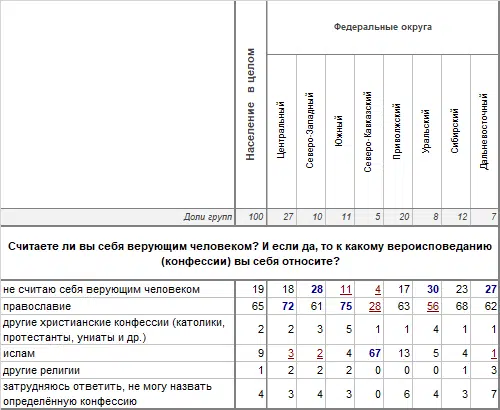 Федеральные округа
Население в целом
Центральный
Северо-Западный
Южный
Северо-Кавказский
Приволжский
Уральский
Сибирский
Дальневосточный
Доли групп 100 27 10 11 5 20 8 12 7
Считаете ли вы себя верующим человеком? И если да, то к какому вероисповеданию
(конфессии) вы себя относите?
не считаю себя верующим человеком 19 18 28 11 4 17 30 23 27
православие 65 72 61 75 28 63 56 68 62
другие христианские конфессии (католики,
протестанты, униаты и др.) 2 2 3 5 1 1 4 1 1
ислам 9 3 2 4 67 13 5 4 1
другие религии 1 2 2 2 0 0 0 1 3
затрудняюсь ответить, не могу назвать
определённую конфессию 4 3 4 3 0 6 4 3 7